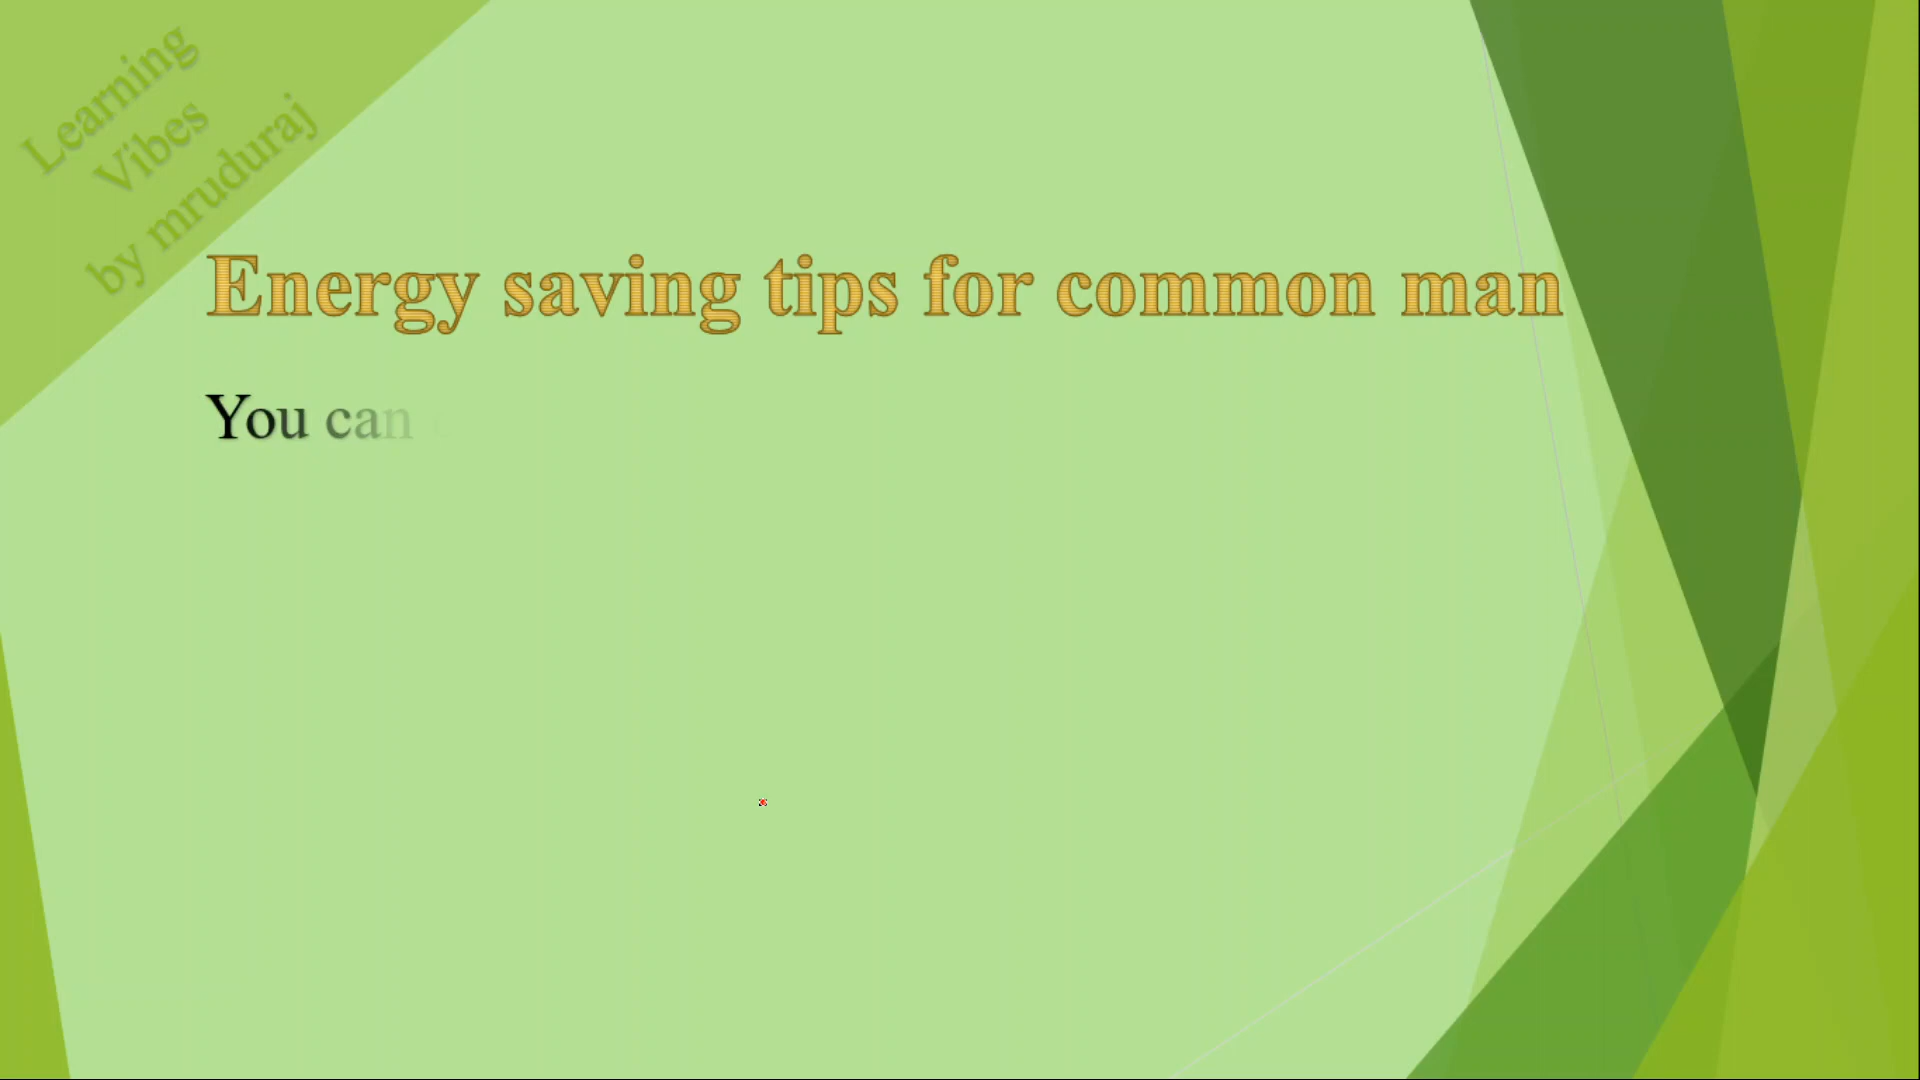 Learning
Vibes
by mruduraj
Energy saving tips for common man
You can